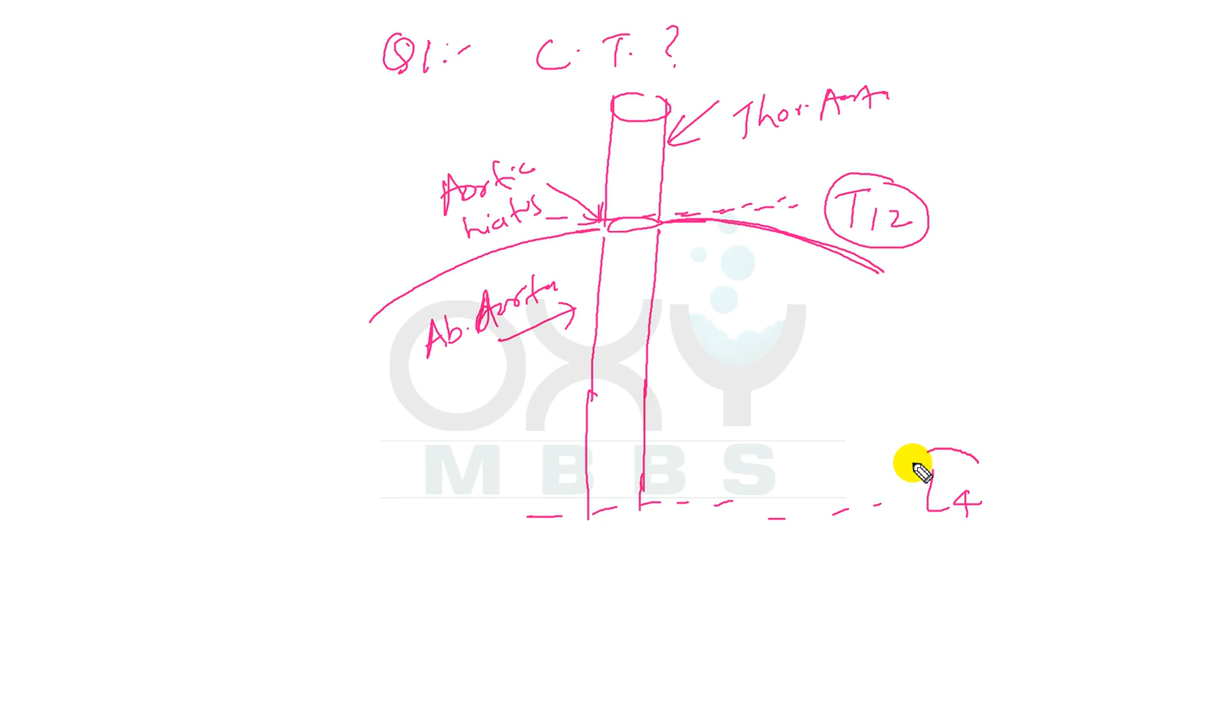 Q1:- C. T. ?
Thor. Aorta
Aortic
hiatus
T12
Ab. Aorta
OXY
MBBS
L4